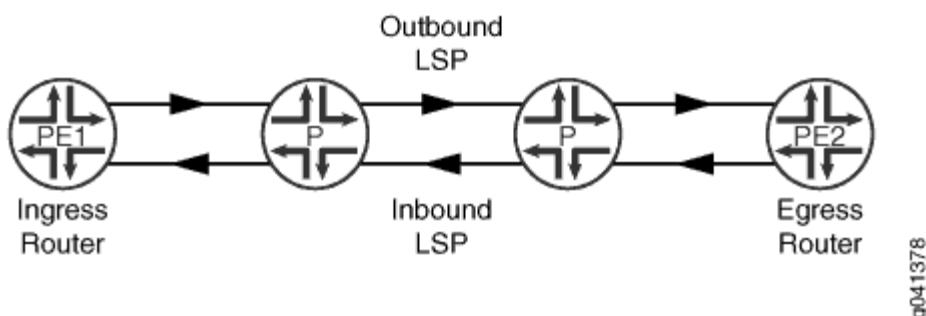 Outbound
LSP
PE1
P
P
PE2
Ingress
Router
Inbound
LSP
Egress
Router
g041378